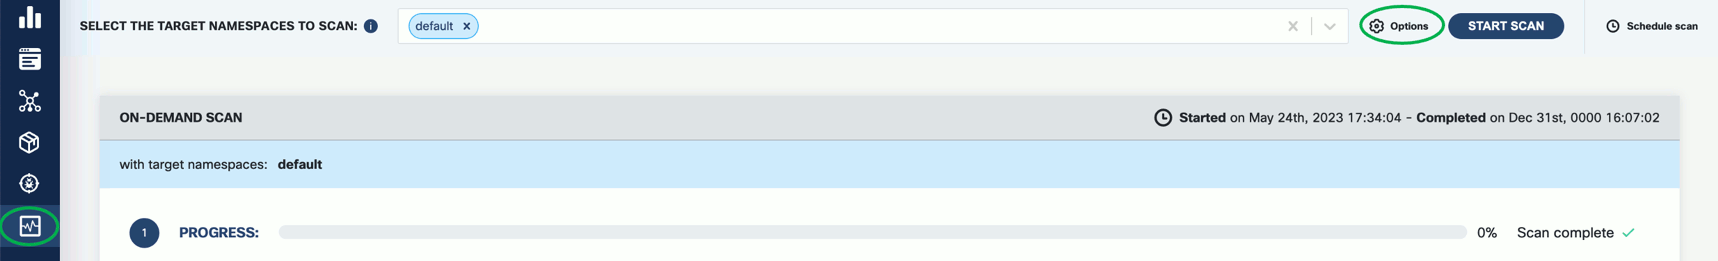 SELECT THE TARGET NAMESPACES TO SCAN: i default × Options START SCAN Schedule scan
ON-DEMAND SCAN Started on May 24th, 2023 17:34:04 - Completed on Dec 31st, 0000 16:07:02
with target namespaces: default
1 PROGRESS: 0% Scan complete